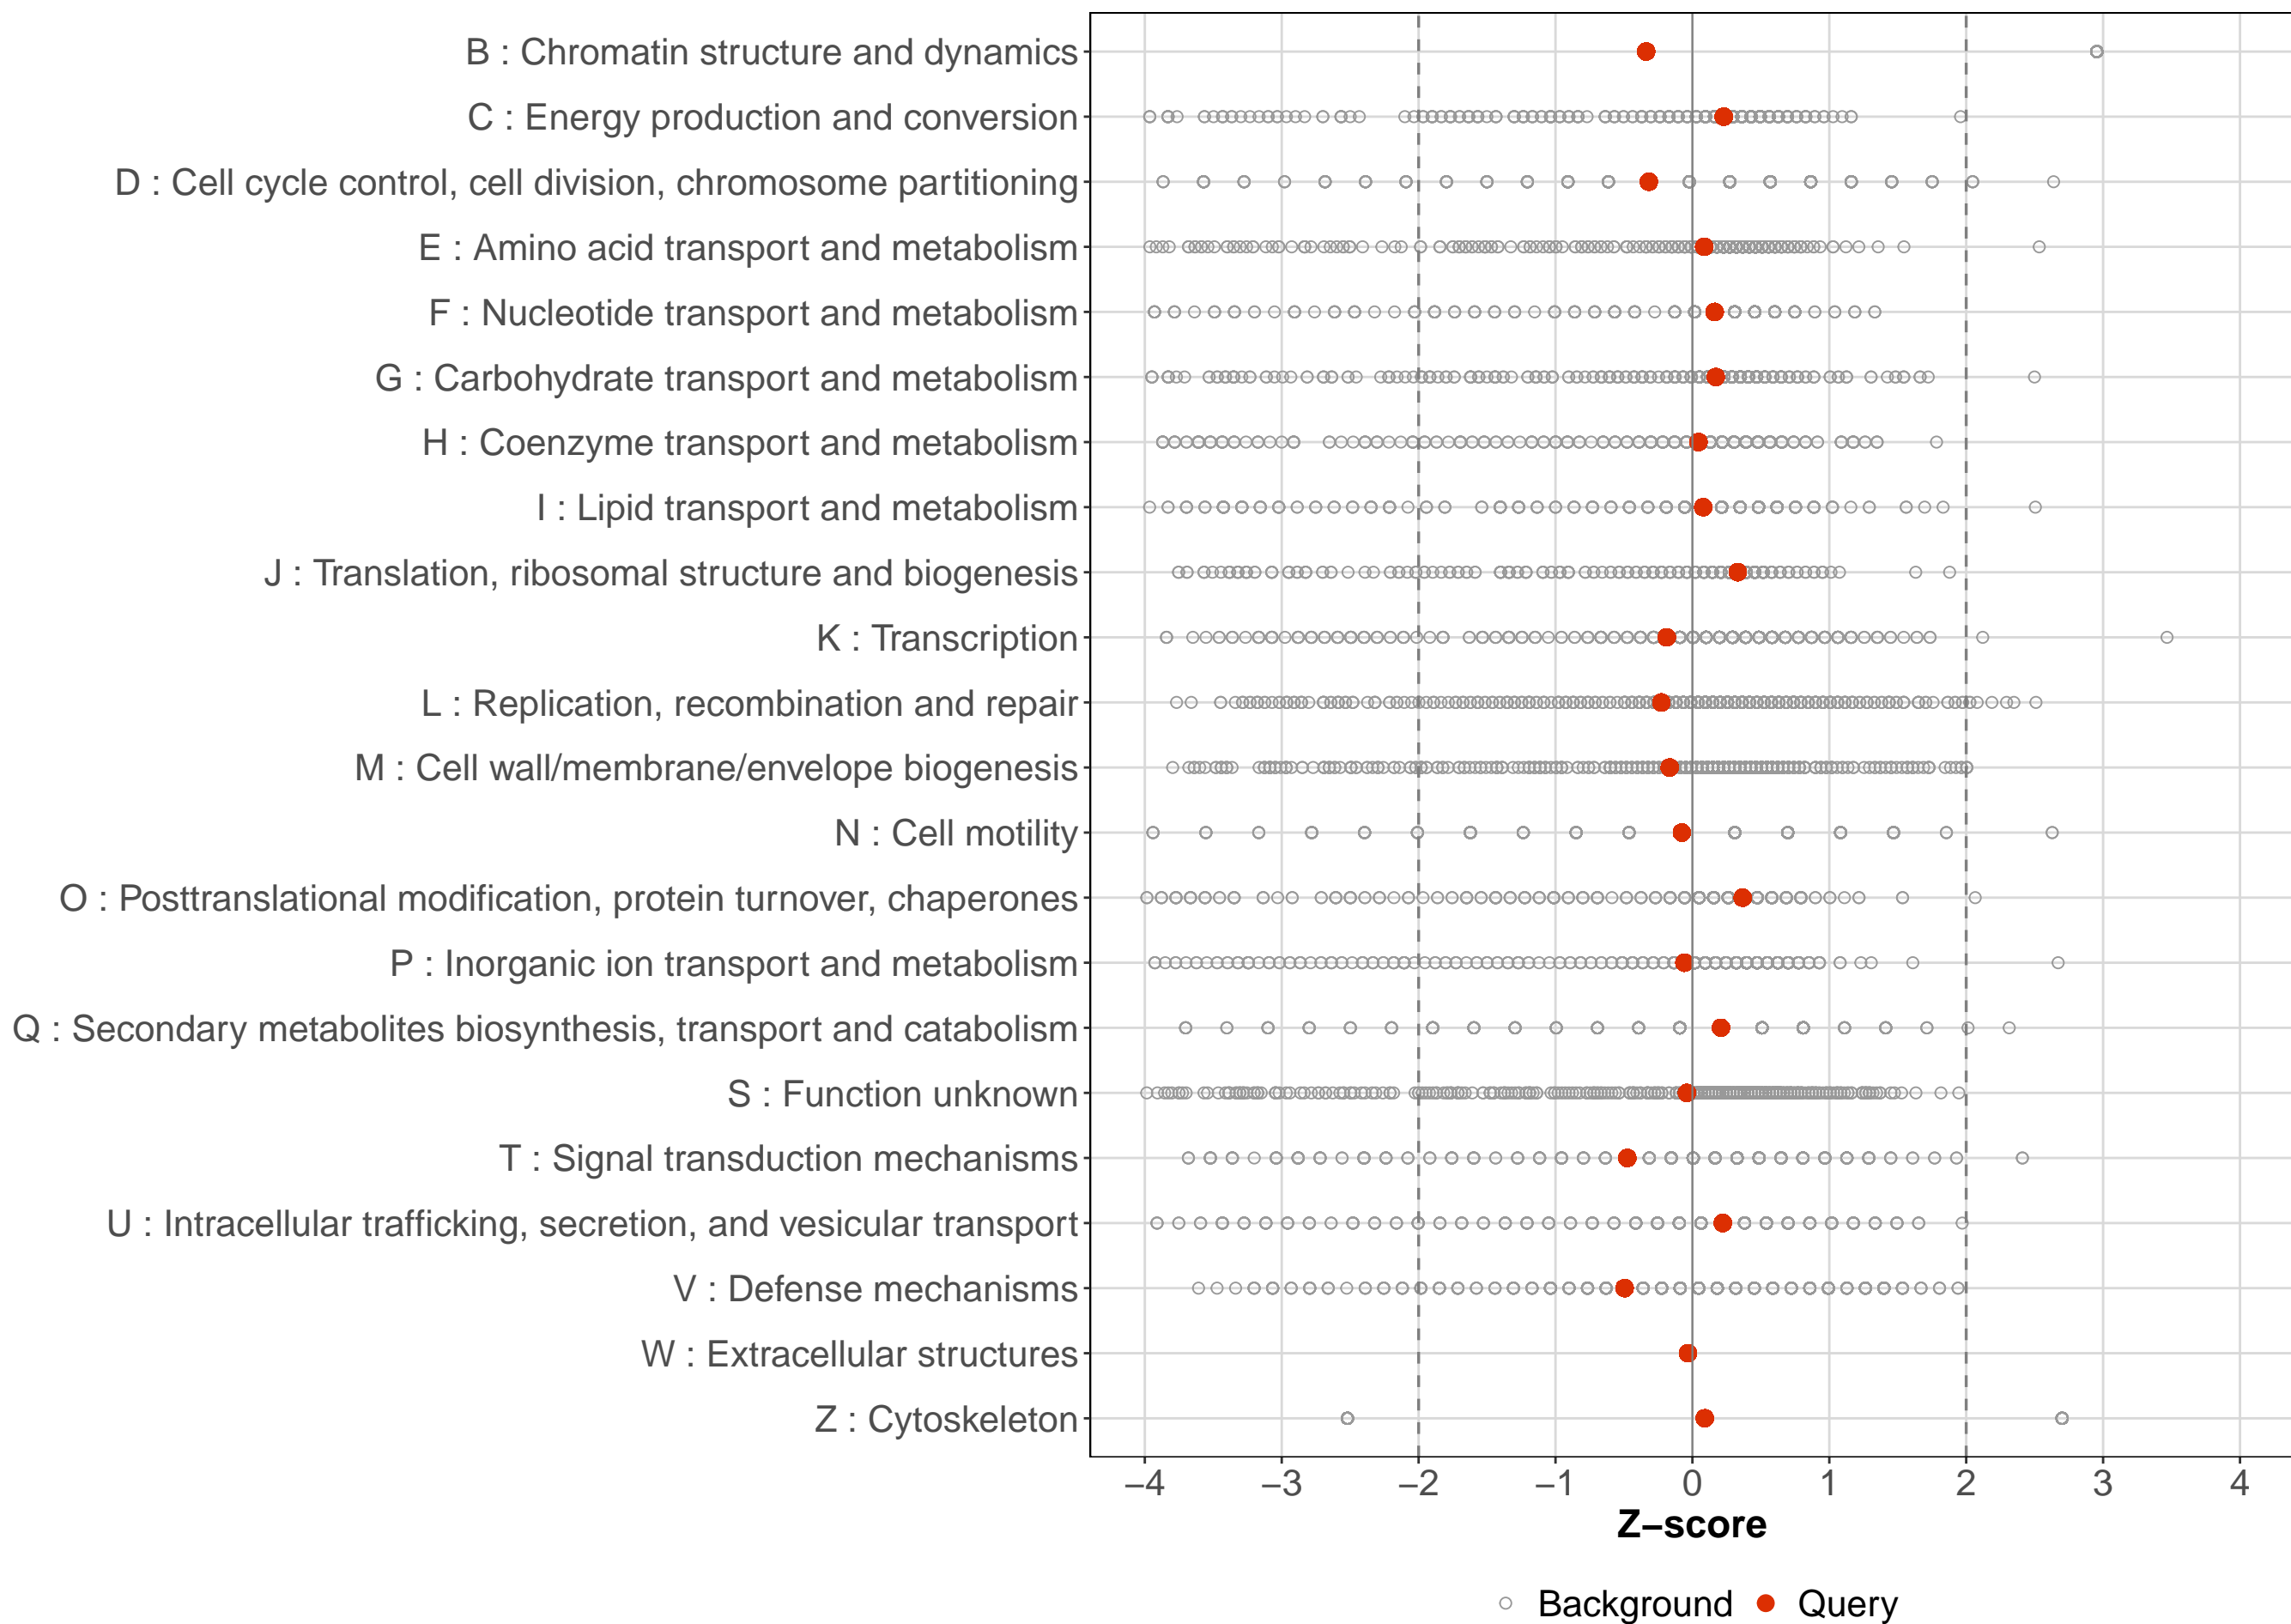 B : Chromatin structure and dynamics
C : Energy production and conversion
D : Cell cycle control, cell division, chromosome partitioning
E : Amino acid transport and metabolism
F : Nucleotide transport and metabolism
G : Carbohydrate transport and metabolism
H : Coenzyme transport and metabolism
I : Lipid transport and metabolism
J : Translation, ribosomal structure and biogenesis
K : Transcription
L : Replication, recombination and repair
M : Cell wall/membrane/envelope biogenesis
N : Cell motility
O : Posttranslational modification, protein turnover, chaperones
P : Inorganic ion transport and metabolism
Q : Secondary metabolites biosynthesis, transport and catabolism
S : Function unknown
T : Signal transduction mechanisms
U : Intracellular trafficking, secretion, and vesicular transport
V : Defense mechanisms
W : Extracellular structures
Z : Cytoskeleton
−4 −3 −2 −1 0 1 2 3 4
Z−score
Background Query